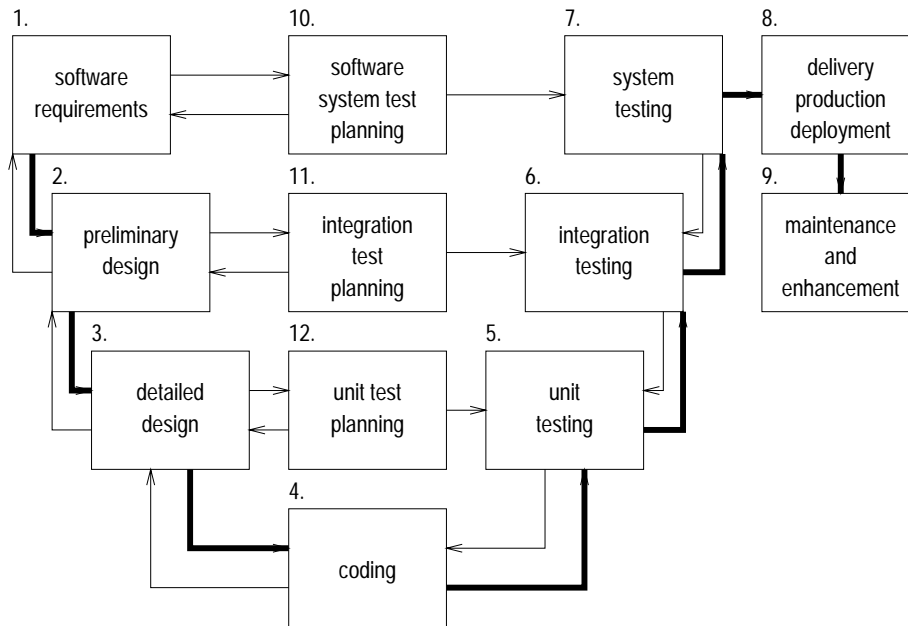 1.
software
requirements
10.
software
system test
planning
7.
system
testing
8.
delivery
production
deployment
2.
preliminary
design
11.
integration
test
planning
6.
integration
testing
9.
maintenance
and
enhancement
3.
detailed
design
12.
unit test
planning
5.
unit
testing
4.
coding